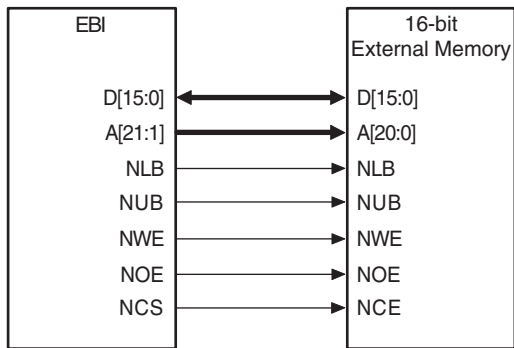 EBI
16-bit
External Memory
D[15:0] D[15:0]
A[21:1] A[20:0]
NLB NLB
NUB NUB
NWE NWE
NOE NOE
NCS NCE